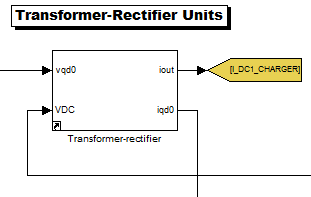 Transformer-Rectifier Units
vqd0
iout
[I_DC1_CHARGER]
VDC
iqd0
Transformer-rectifier